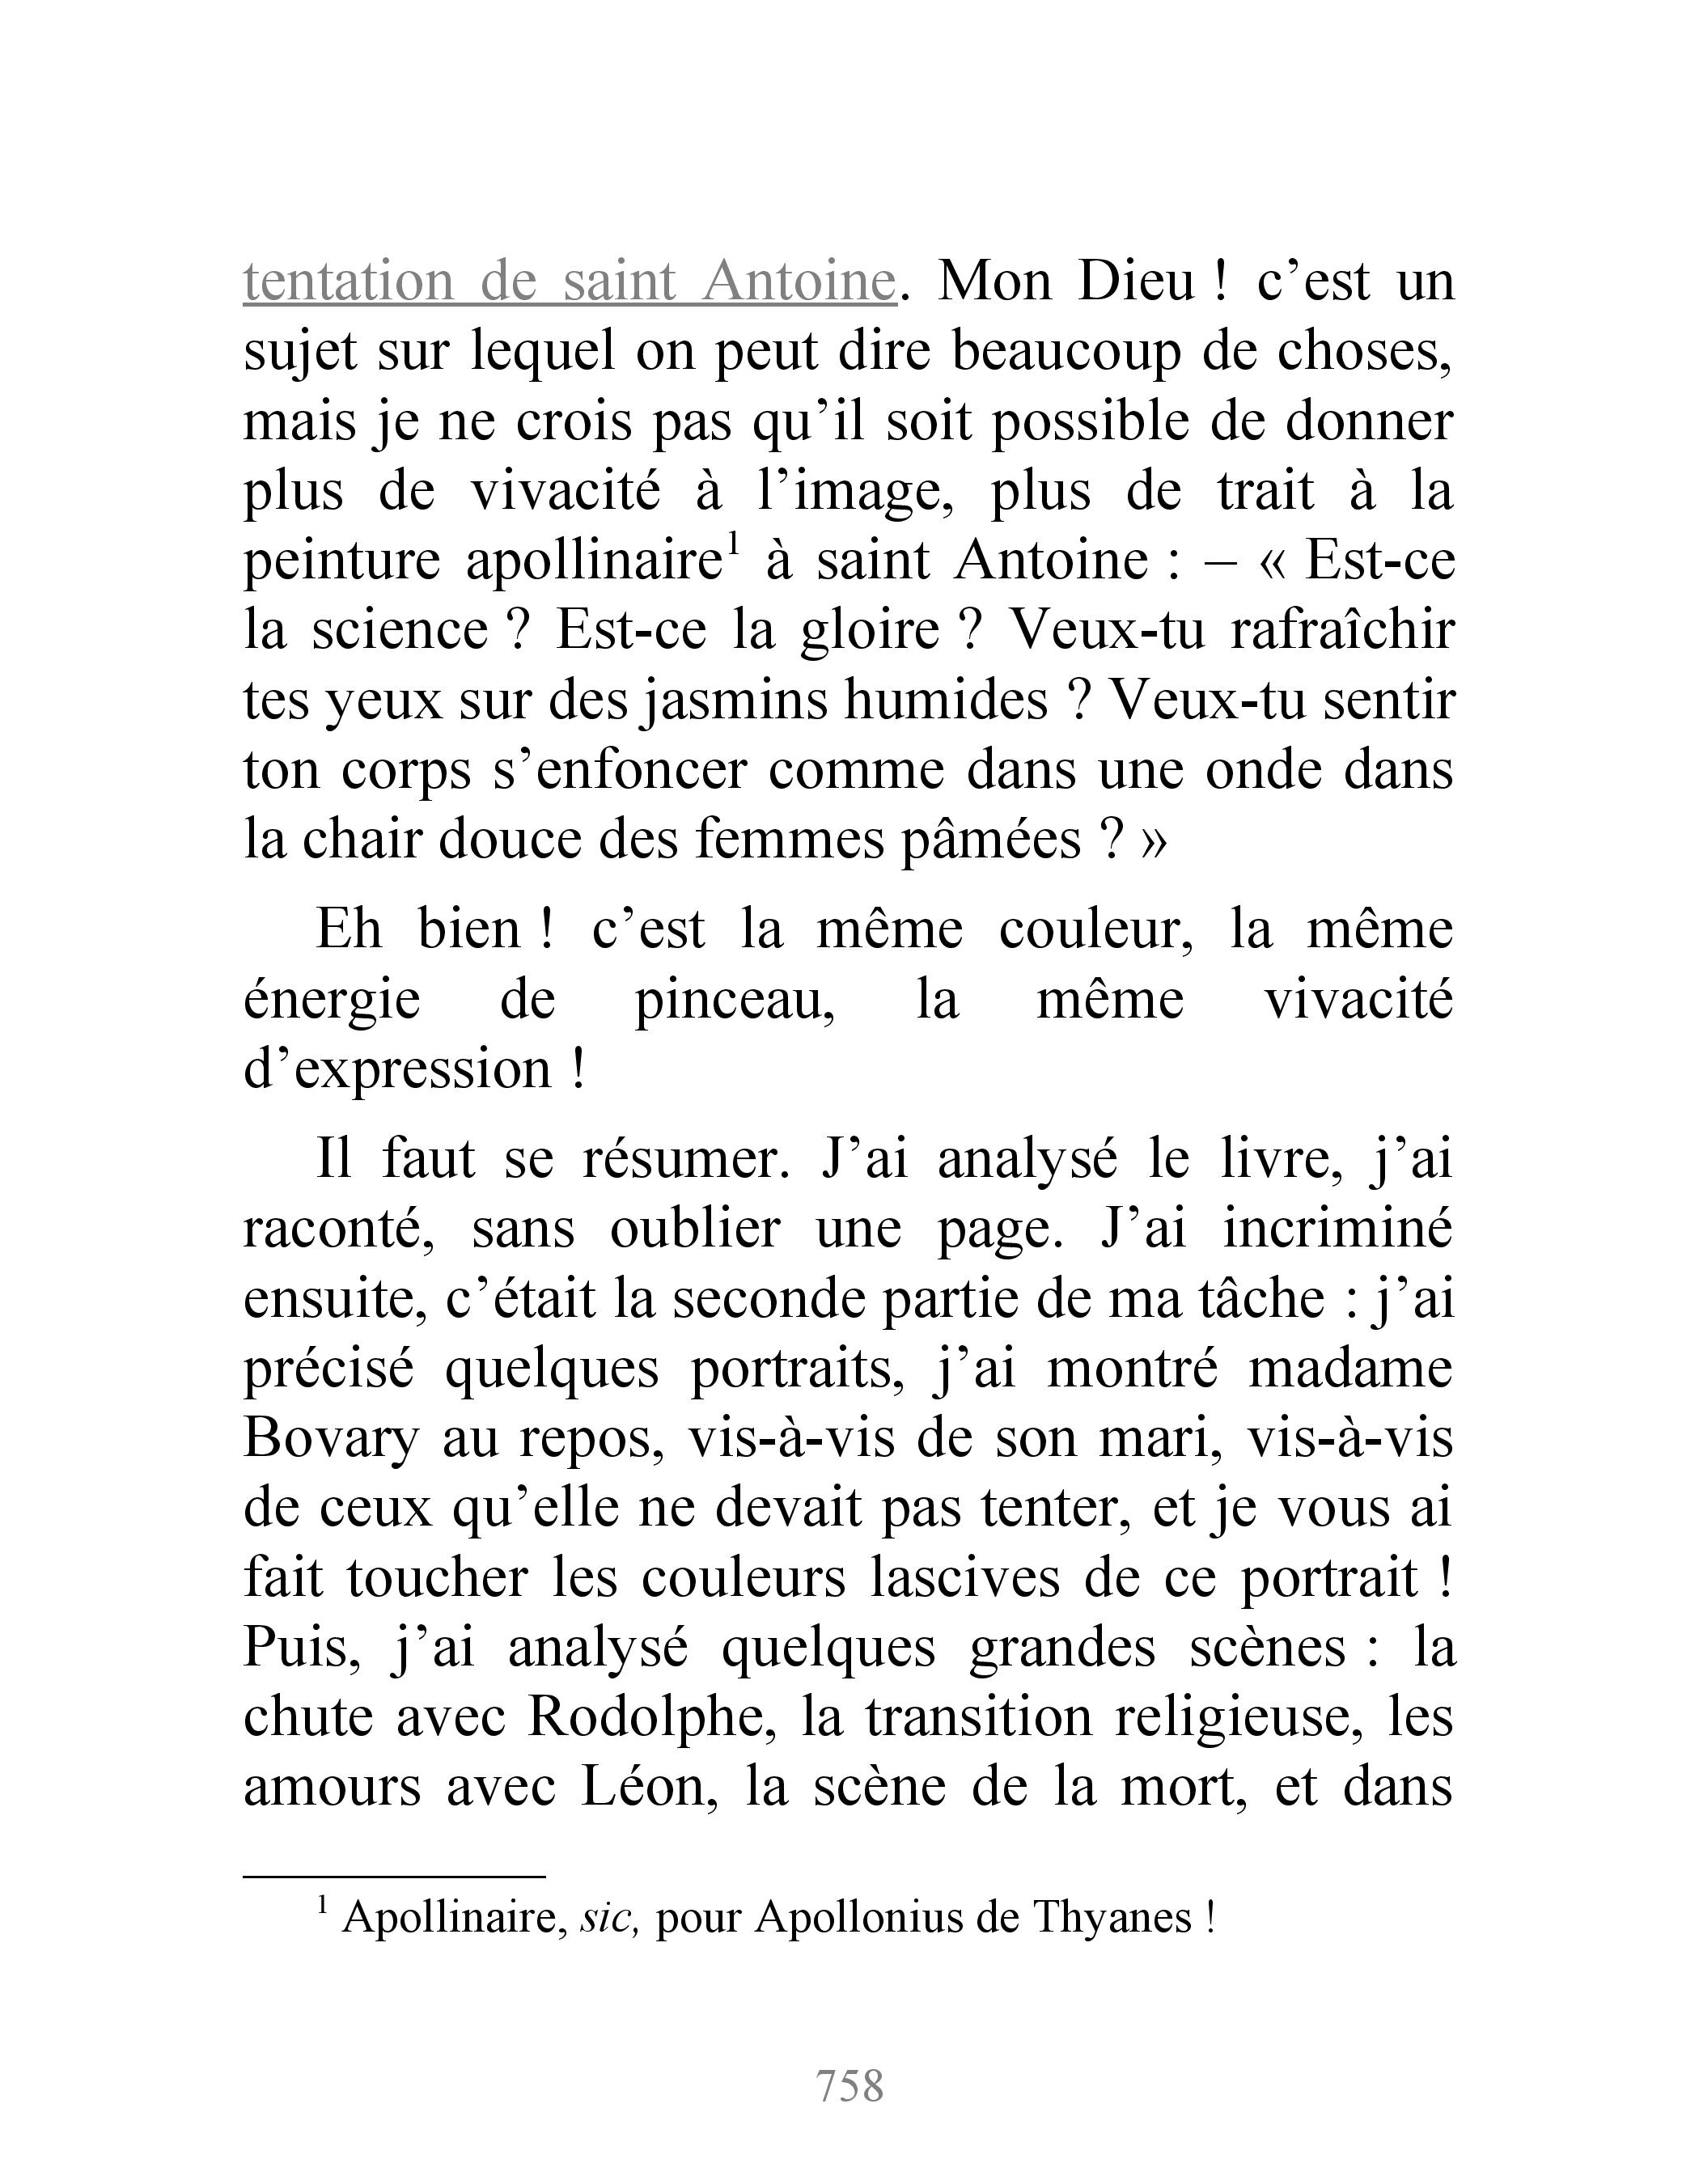 tentation de saint Antoine. Mon Dieu ! c’est un
sujet sur lequel on peut dire beaucoup de choses,
mais je ne crois pas qu’il soit possible de donner
plus de vivacité à l’image, plus de trait à la
peinture apollinaire¹ à saint Antoine : – « Est-ce
la science ? Est-ce la gloire ? Veux-tu rafraîchir
tes yeux sur des jasmins humides ? Veux-tu sentir
ton corps s’enfoncer comme dans une onde dans
la chair douce des femmes pâmées ? »
Eh bien ! c’est la même couleur, la même
énergie de pinceau, la même vivacité
d’expression !
Il faut se résumer. J’ai analysé le livre, j’ai
raconté, sans oublier une page. J’ai incriminé
ensuite, c’était la seconde partie de ma tâche : j’ai
précisé quelques portraits, j’ai montré madame
Bovary au repos, vis-à-vis de son mari, vis-à-vis
de ceux qu’elle ne devait pas tenter, et je vous ai
fait toucher les couleurs lascives de ce portrait !
Puis, j’ai analysé quelques grandes scènes : la
chute avec Rodolphe, la transition religieuse, les
amours avec Léon, la scène de la mort, et dans
¹ Apollinaire, sic, pour Apollonius de Thyanes !
758